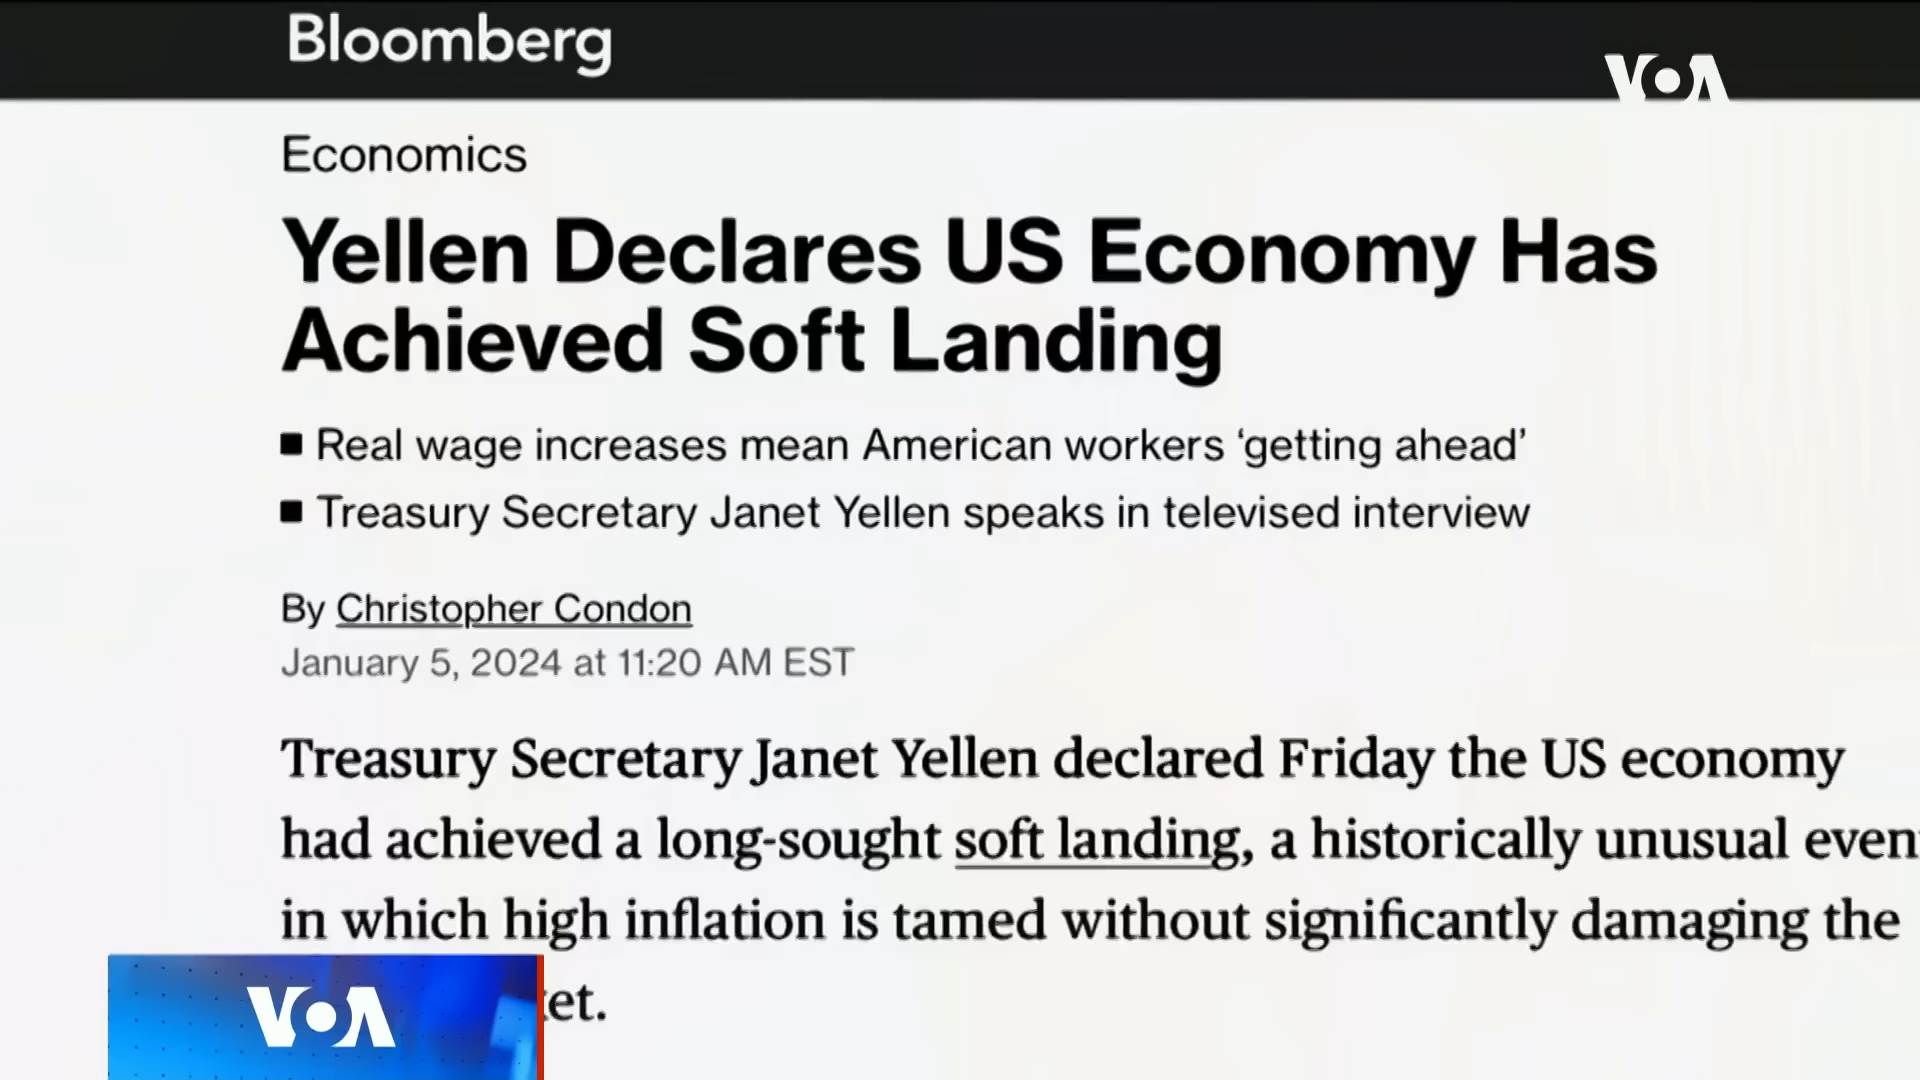 Bloomberg
VOA
Economics
Yellen Declares US Economy Has
Achieved Soft Landing
Real wage increases mean American workers ‘getting ahead’
Treasury Secretary Janet Yellen speaks in televised interview
By Christopher Condon
January 5, 2024 at 11:20 AM EST
Treasury Secretary Janet Yellen declared Friday the US economy
had achieved a long-sought soft landing, a historically unusual
in which high inflation is tamed without significantly damaging the
VOA